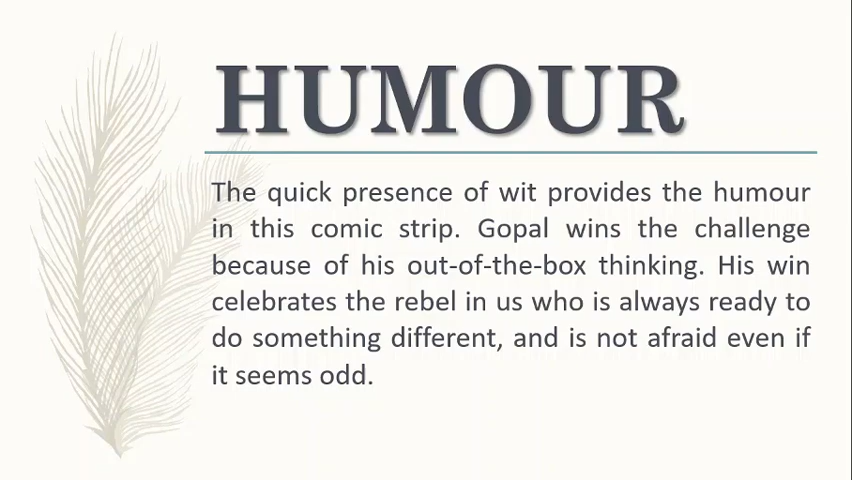 HUMOUR
The quick presence of wit provides the humour
in this comic strip. Gopal wins the challenge
because of his out-of-the-box thinking. His win
celebrates the rebel in us who is always ready to
do something different, and is not afraid even if
it seems odd.